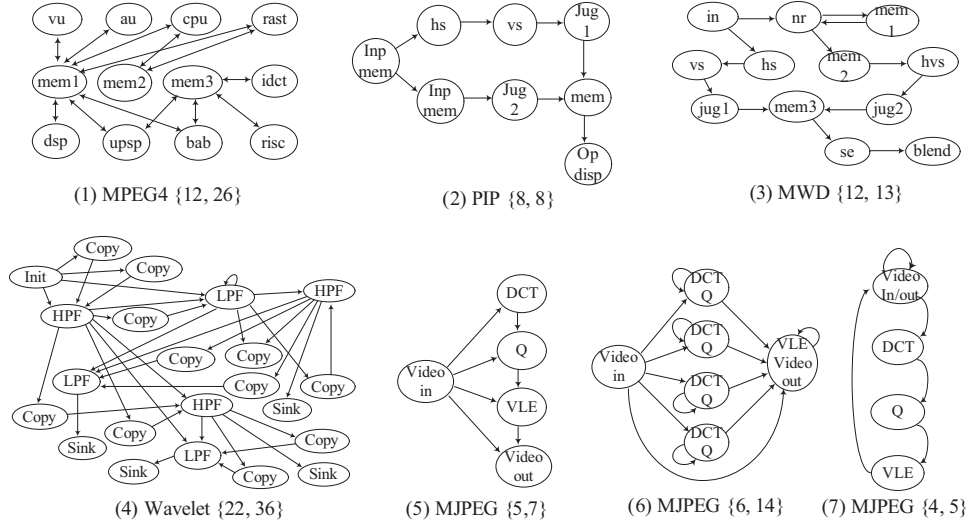 vu
au
cpu
rast
mem1
mem2
mem3
idct
dsp
upsp
bab
risc
(1) MPEG4 {12, 26}
Inp
mem
hs
vs
Jug
1
Inp
mem
Jug
2
mem
Op
disp
(2) PIP {8, 8}
in
nr
mem
1
vs
hs
mem
2
hvs
jug1
mem3
jug2
se
blend
(3) MWD {12, 13}
Init
Copy
Copy
HPF
Copy
LPF
HPF
Copy
Copy
LPF
Copy
Copy
Copy
Copy
HPF
Sink
Sink
Copy
LPF
Sink
Copy
Sink
(4) Wavelet {22, 36}
Video
in
DCT
Q
VLE
Video
out
(5) MJPEG {5,7}
Video
in
DCT
Q
DCT
Q
DCT
Q
DCT
Q
VLE
Video
out
(6) MJPEG {6, 14}
Video
In/out
DCT
Q
VLE
(7) MJPEG {4, 5}